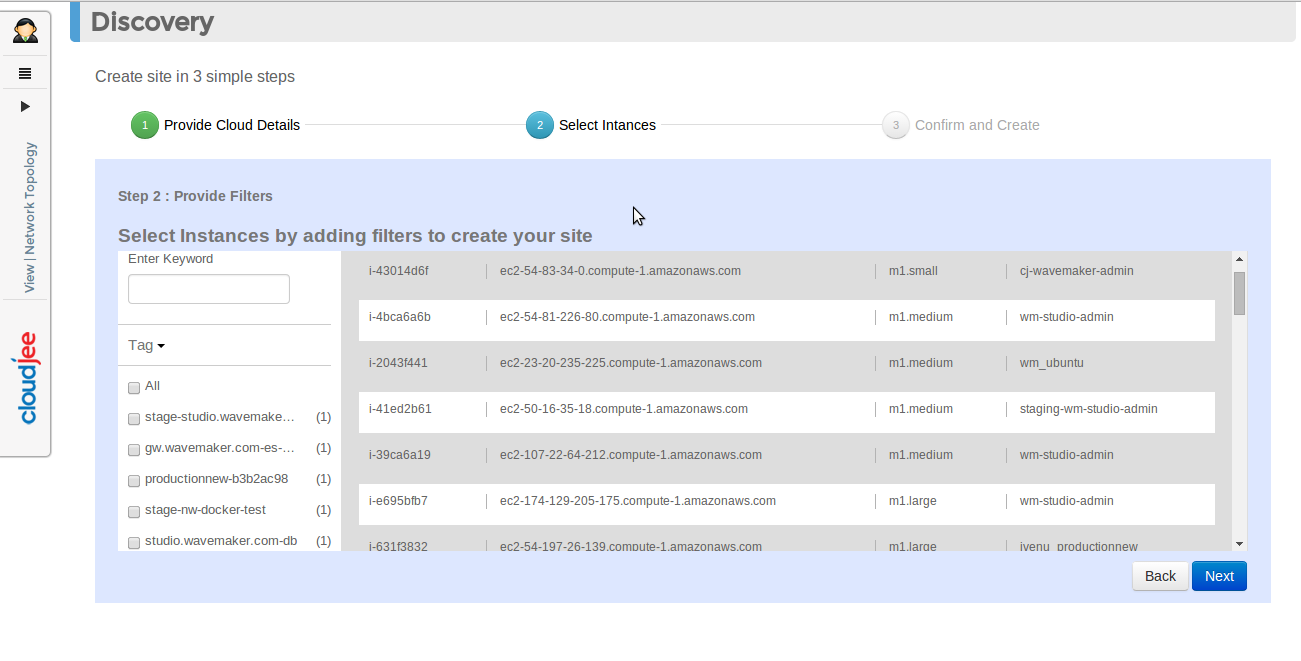 Discovery
Create site in 3 simple steps
1 Provide Cloud Details
2 Select Intances
3 Confirm and Create
View | Network Topology
cloudjee
Step 2 : Provide Filters
Select Instances by adding filters to create your site
Enter Keyword
Tag
All
stage-studio.wavemake... (1)
gw.wavemaker.com-es-... (1)
productionnew-b3b2ac98 (1)
stage-nw-docker-test (1)
studio.wavemaker.com-db (1)
i-43014d6f ec2-54-83-34-0.compute-1.amazonaws.com m1.small cj-wavemaker-admin
i-4bca6a6b ec2-54-81-226-80.compute-1.amazonaws.com m1.medium wm-studio-admin
i-2043f441 ec2-23-20-235-225.compute-1.amazonaws.com m1.medium wm_ubuntu
i-41ed2b61 ec2-50-16-35-18.compute-1.amazonaws.com m1.medium staging-wm-studio-admin
i-39ca6a19 ec2-107-22-64-212.compute-1.amazonaws.com m1.medium wm-studio-admin
i-e695bfb7 ec2-174-129-205-175.compute-1.amazonaws.com m1.large wm-studio-admin
i-631f3832 ec2-54-197-26-139.compute-1.amazonaws.com m1.large jvenu_productionnew
Back Next